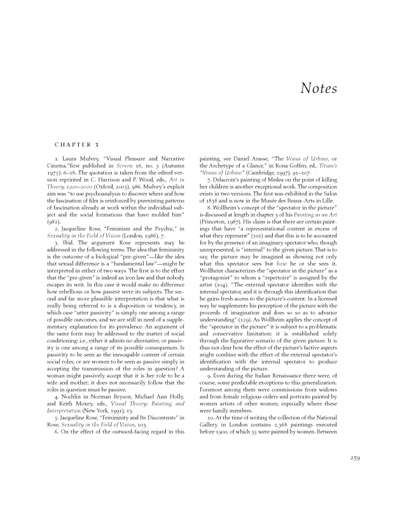 Notes
CHAPTER 1
1. Laura Mulvey, "Visual Pleasure and Narrative
Cinema," first published in Screen 16, no. 3 (Autumn
1975): 6–18. The quotation is taken from the edited ver-
sion reprinted in C. Harrison and P. Wood, eds., Art in
Theory, 1900–2000 (Oxford, 2003), 986. Mulvey's explicit
aim was "to use psychoanalysis to discover where and how
the fascination of film is reinforced by preexisting patterns
of fascination already at work within the individual sub-
ject and the social formations that have molded him"
(982).
2. Jacqueline Rose, "Feminism and the Psychic," in
Sexuality in the Field of Vision (London, 1986), 7.
3. Ibid. The argument Rose represents may be
addressed in the following terms. The idea that femininity
is the outcome of a biological "pre-given"—like the idea
that sexual difference is a "fundamental law"—might be
interpreted in either of two ways. The first is to the effect
that the "pre-given" is indeed an iron law and that nobody
escapes its writ. In this case it would make no difference
how rebellious or how passive were its subjects. The sec-
ond and far more plausible interpretation is that what is
really being referred to is a disposition or tendency, in
which case "utter passivity" is simply one among a range
of possible outcomes, and we are still in need of a supple-
mentary explanation for its prevalence. An argument of
the same form may be addressed to the matter of social
conditioning: i.e., either it admits no alternative, or passiv-
ity is one among a range of its possible consequences. Is
passivity to be seen as the inescapable content of certain
social roles, or are women to be seen as passive simply in
accepting the transmission of the roles in question? A
woman might passively accept that it is her role to be a
wife and mother; it does not necessarily follow that the
roles in question must be passive.
4. Nochlin in Norman Bryson, Michael Ann Holly,
and Keith Moxey, eds., Visual Theory: Painting and
Interpretation (New York, 1991), 13.
5. Jacqueline Rose, "Femininity and Its Discontents" in
Rose, Sexuality in the Field of Vision, 103.
6. On the effect of the outward-facing regard in this
painting, see Daniel Arasse, "The Venus of Urbino, or
the Archetype of a Glance," in Rona Goffen, ed., Titian's
"Venus of Urbino" (Cambridge, 1997), 91–107.
7. Delacroix's painting of Medea on the point of killing
her children is another exceptional work. The composition
exists in two versions. The first was exhibited in the Salon
of 1838 and is now in the Musée des Beaux-Arts in Lille.
8. Wollheim's concept of the "spectator in the picture"
is discussed at length in chapter 3 of his Painting as an Art
(Princeton, 1987). His claim is that there are certain paint-
ings that have "a representational content in excess of
what they represent" (101) and that this is to be accounted
for by the presence of an imaginary spectator who, though
unrepresented, is "internal" to the given picture. That is to
say, the picture may be imagined as showing not only
what this spectator sees but how he or she sees it.
Wollheim characterizes the "spectator in the picture" as a
"protagonist" to whom a "repertoire" is assigned by the
artist (104). "The external spectator identifies with the
internal spectator, and it is through this identification that
he gains fresh access to the picture's content. In a licensed
way he supplements his perception of the picture with the
proceeds of imagination and does so so as to advance
understanding" (129). As Wollheim applies the concept of
the "spectator in the picture" it is subject to a problematic
and conservative limitation: it is established solely
through the figurative scenario of the given picture. It is
thus not clear how the effect of the picture's factive aspects
might combine with the effect of the external spectator's
identification with the internal spectator to produce
understanding of the picture.
9. Even during the Italian Renaissance there were, of
course, some predictable exceptions to this generalization.
Foremost among them were commissions from widows
and from female religious orders and portraits painted by
women artists of other women, especially where these
were family members.
10. At the time of writing the collection of the National
Gallery in London contains 2,368 paintings executed
before 1900, of which 35 were painted by women. Between
259